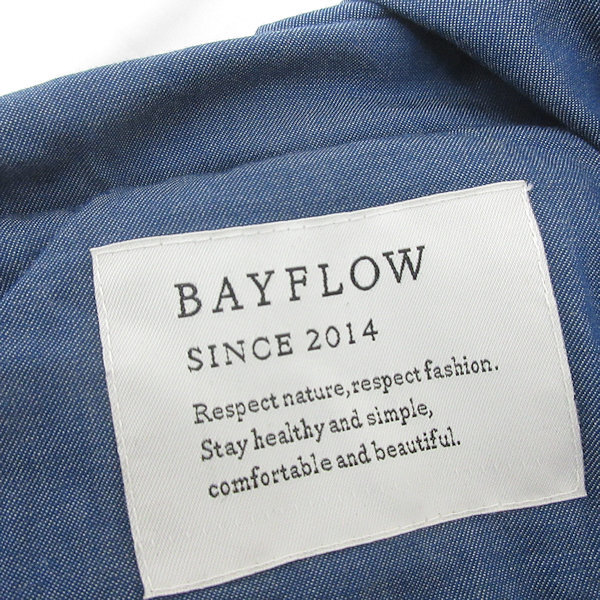 BAYFLOW
SINCE 2014
Respect nature, respect fashion.
Stay healthy and simple,
comfortable and beautiful.